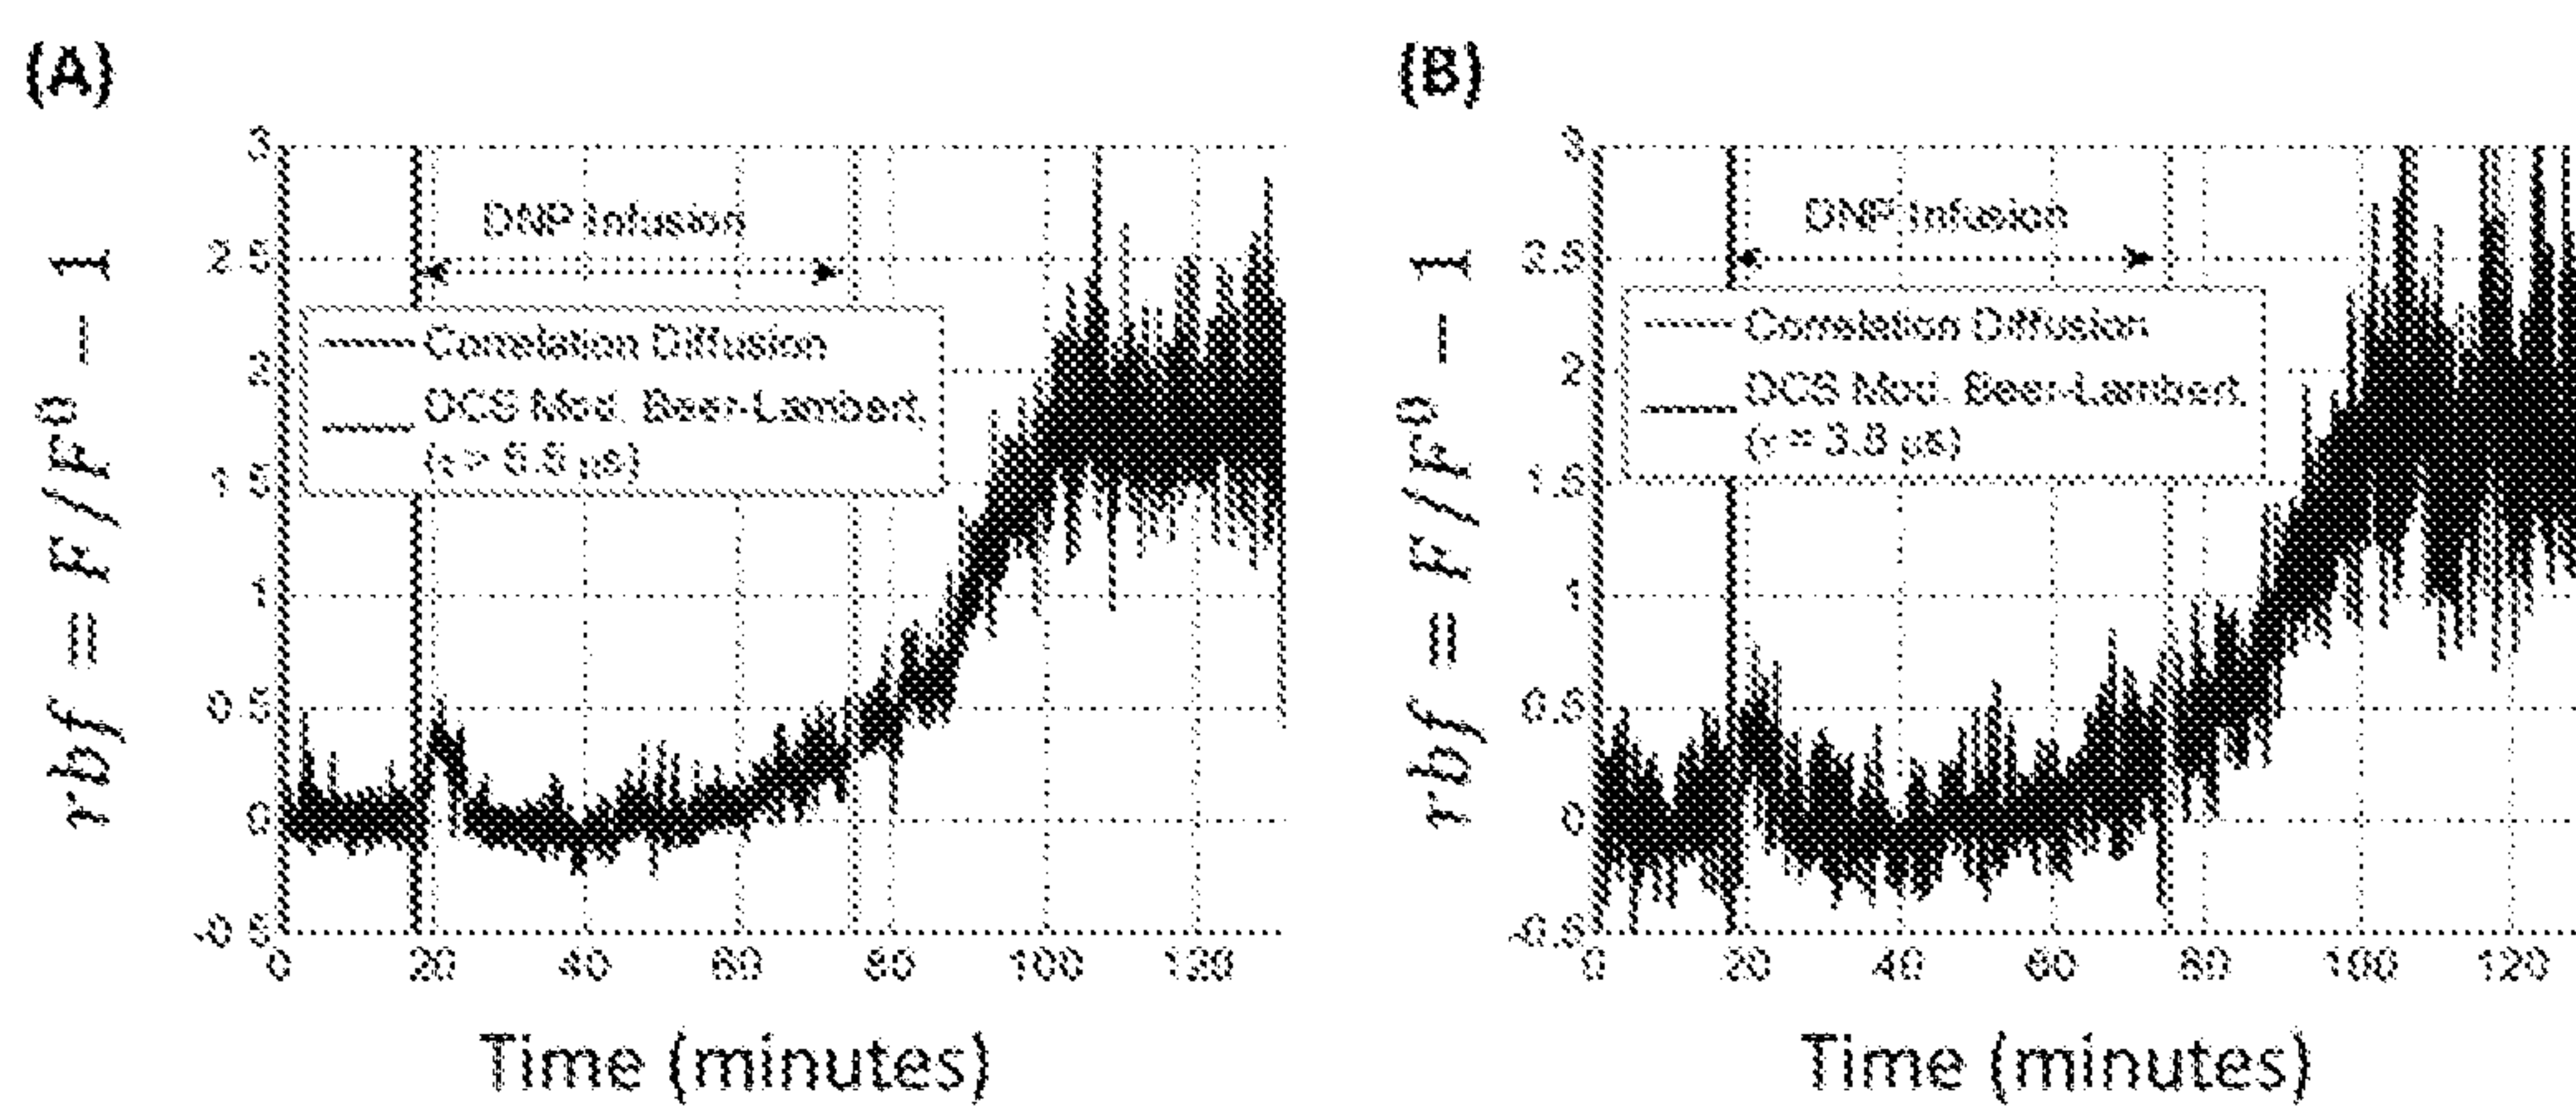 (A)
rbf = F/F⁰ − 1
3
2.5
2
1.5
1
0.5
0
-0.5
DNP Infusion
Correlation Diffusion
DCS Mod. Beer-Lambert
0 20 40 60 80 100 120
Time (minutes)
(B)
rbf = F/F⁰ − 1
3
2.5
2
1.5
1
0.5
0
-0.5
DNP Infusion
Correlation Diffusion
DCS Mod. Beer-Lambert
(τ = 3.8 μs)
0 20 40 60 80 100 120
Time (minutes)